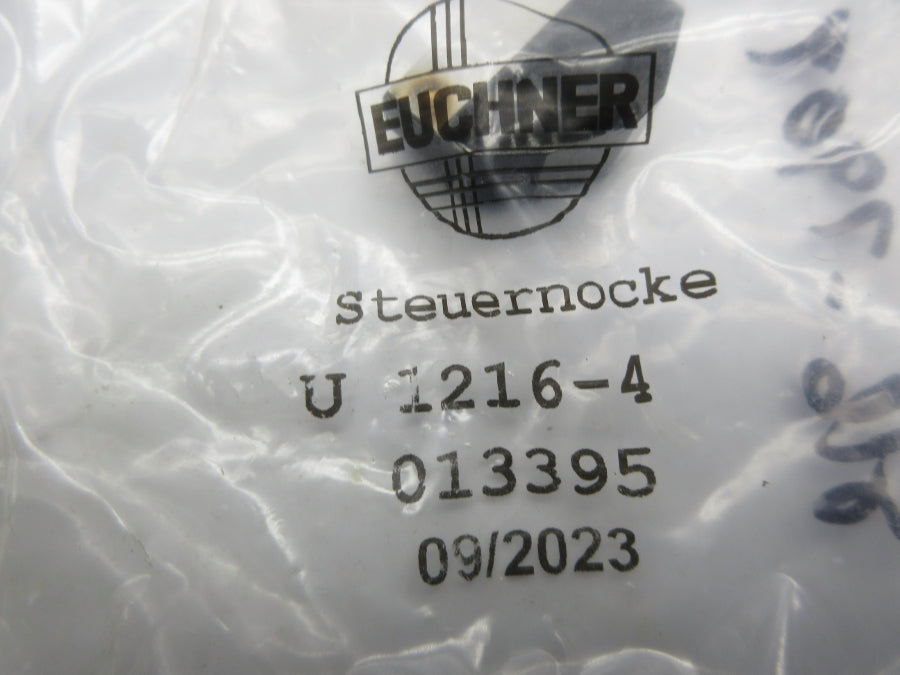 EUCHNER
Steuernocke
U 1216-4
013395
09/2023